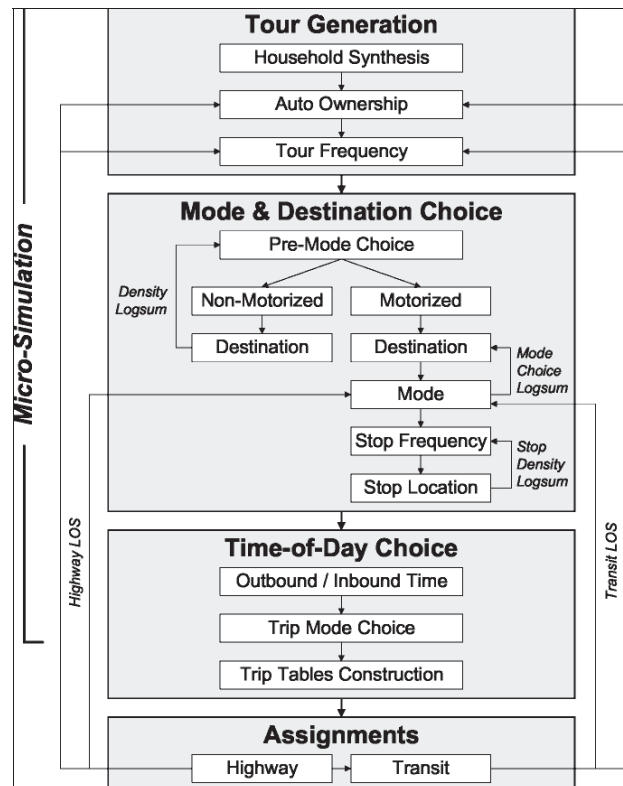 Tour Generation
Household Synthesis
Auto Ownership
Tour Frequency
Mode & Destination Choice
Pre-Mode Choice
Density
Logsum
Non-Motorized
Motorized
Destination
Destination
Mode
Choice
Logsum
Mode
Stop Frequency
Stop
Density
Logsum
Stop Location
Micro-Simulation
Time-of-Day Choice
Outbound / Inbound Time
Trip Mode Choice
Trip Tables Construction
Highway LOS
Transit LOS
Assignments
Highway
Transit